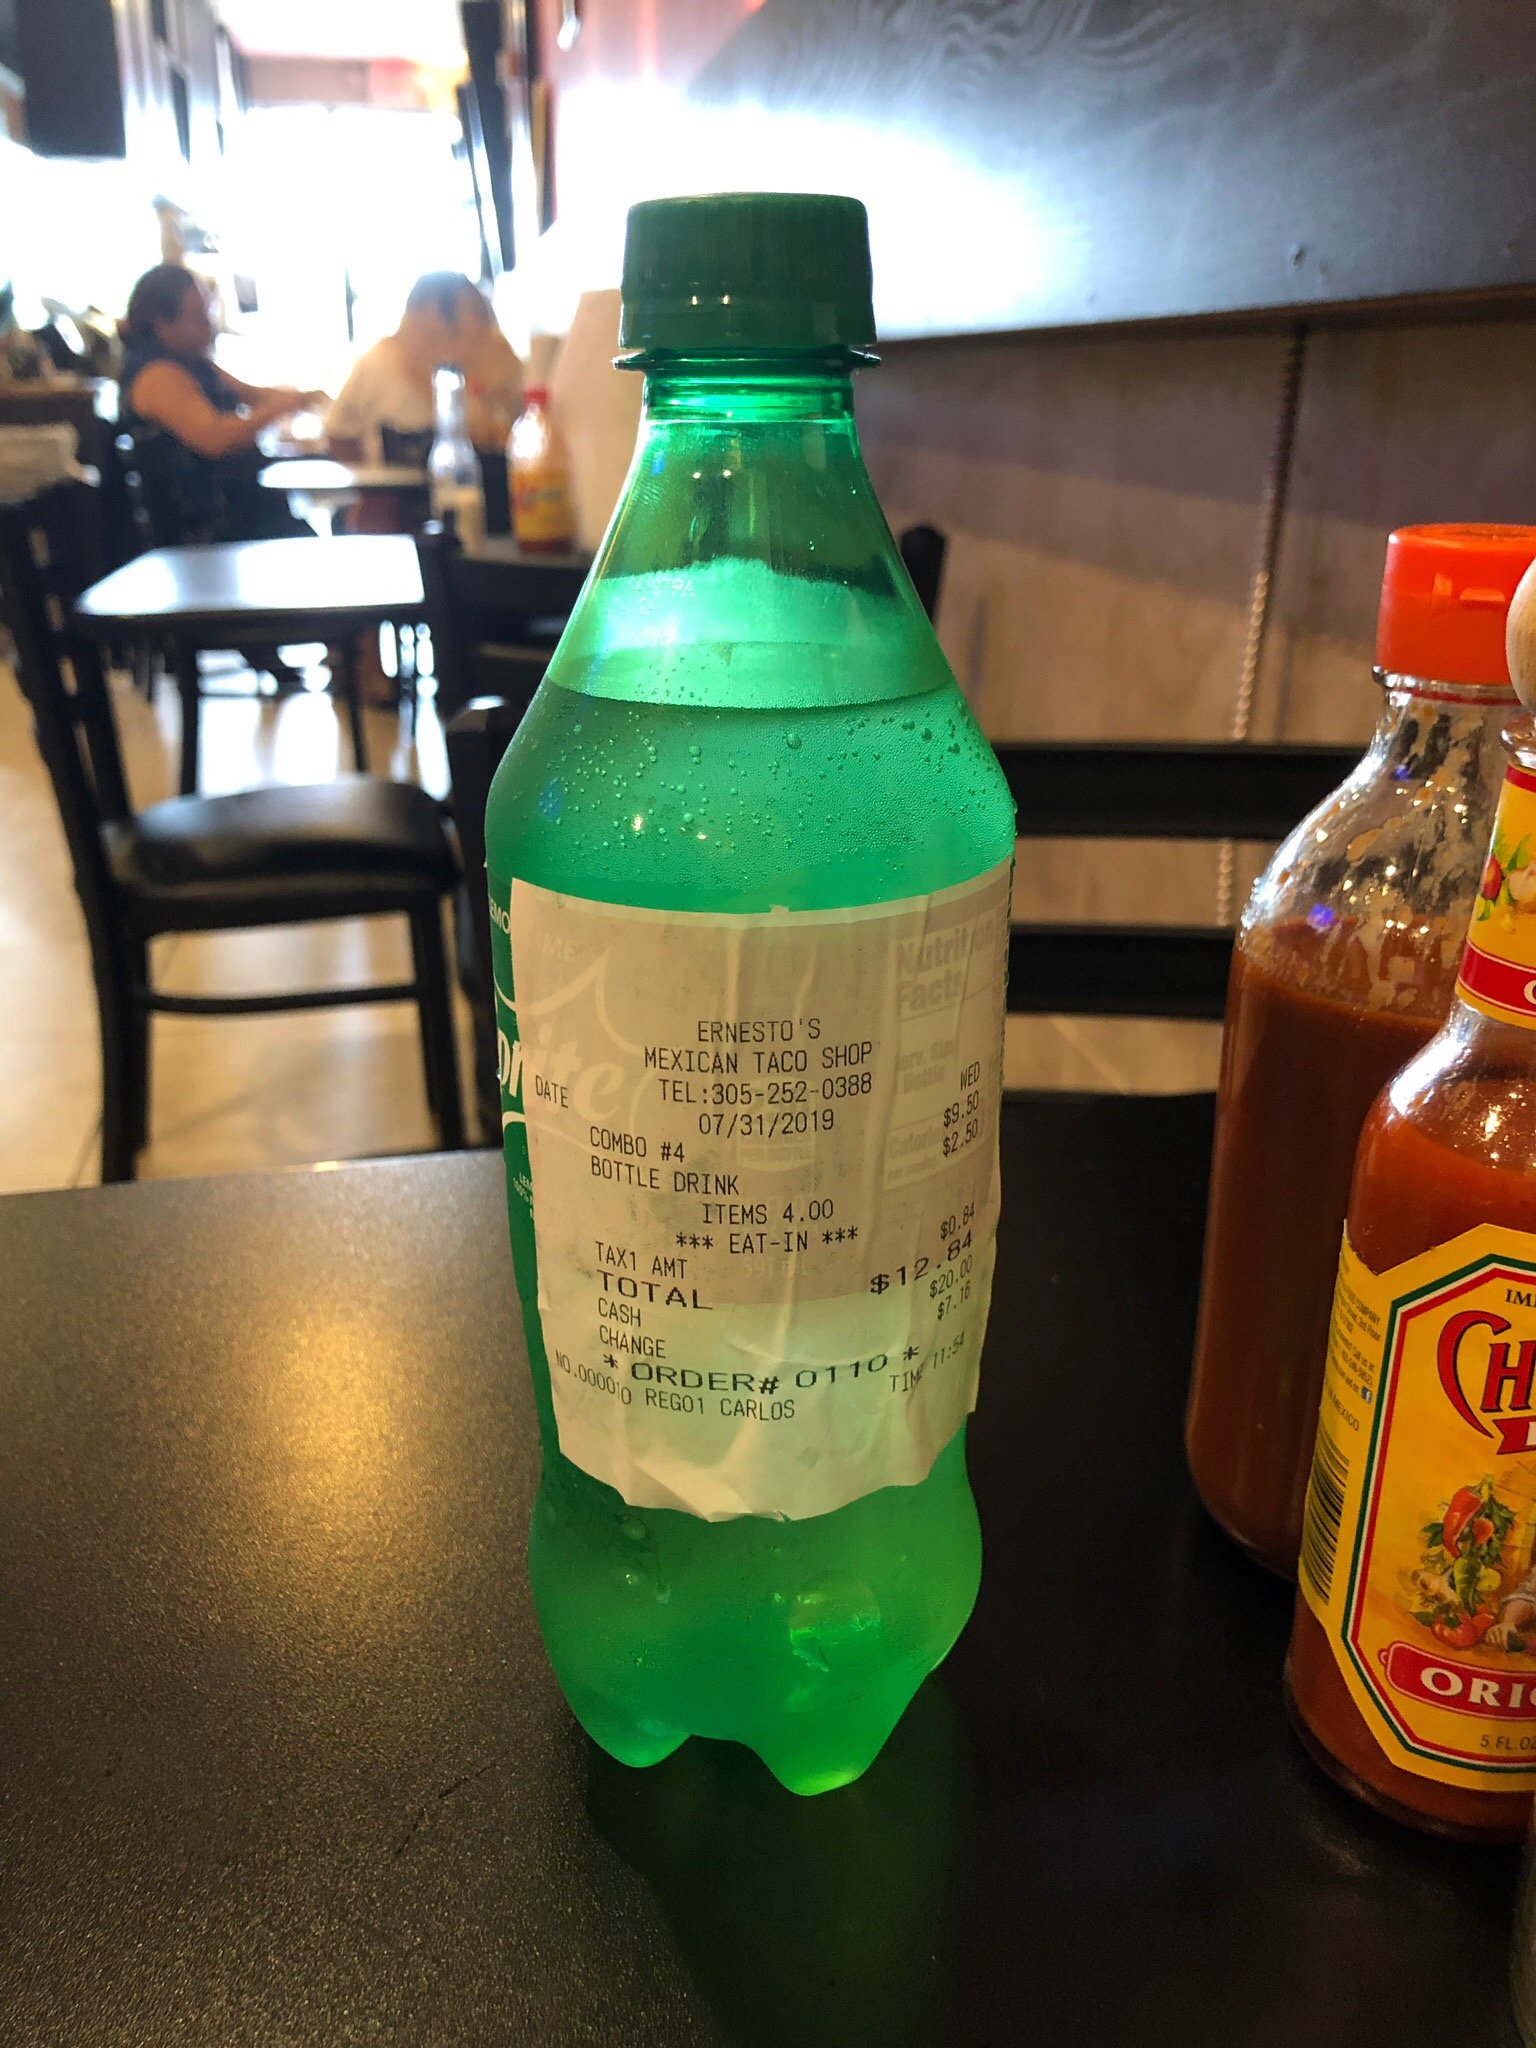 ERNESTO'S
MEXICAN TACO SHOP
TEL:305-252-0388
DATE 07/31/2019 WED
COMBO #4 $9.50
BOTTLE DRINK $2.50
ITEMS 4.00
*** EAT-IN ***
TAX1 AMT $0.84
TOTAL $12.84
CASH $20.00
CHANGE $7.16
* ORDER# 0110 *
NO.000010 REG01 CARLOS TIME 11:54
Nutrition
Facts
prite
ORIG
5 FL.OZ